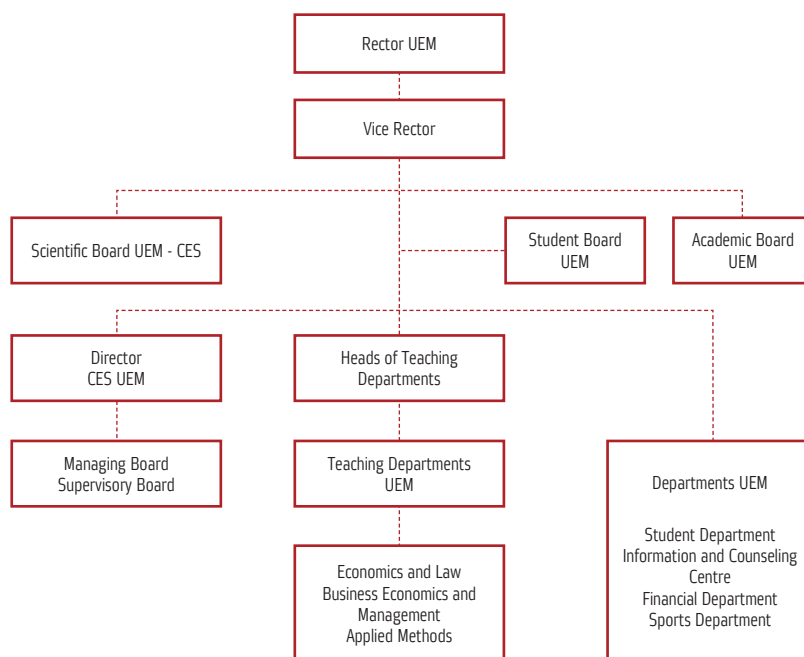 Rector UEM
Vice Rector
Scientific Board UEM - CES
Student Board
UEM
Academic Board
UEM
Director
CES UEM
Heads of Teaching
Departments
Managing Board
Supervisory Board
Teaching Departments
UEM
Departments UEM
Student Department
Information and Counseling
Centre
Financial Department
Sports Department
Economics and Law
Business Economics and
Management
Applied Methods